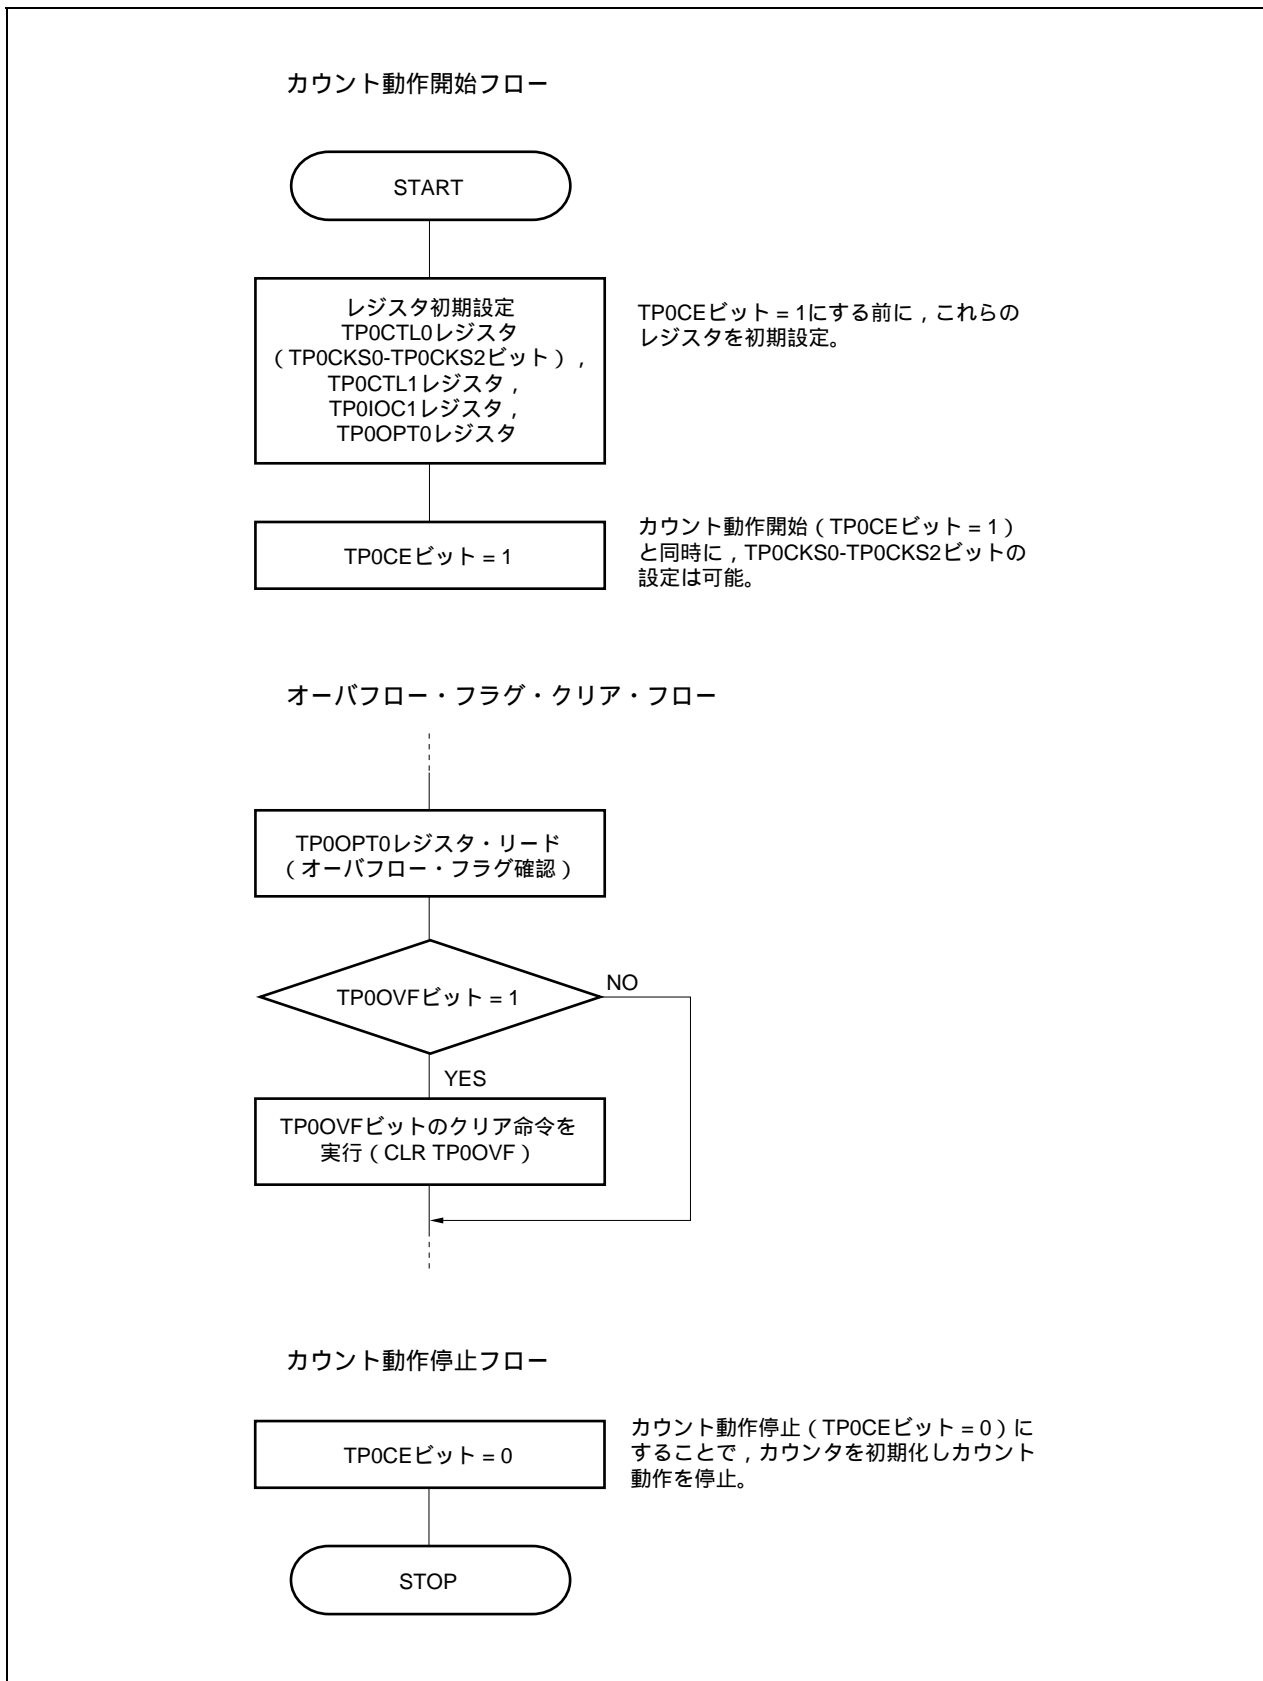 カウント動作開始フロー
START
レジスタ初期設定
TP0CTL0レジスタ
（TP0CKS0-TP0CKS2ビット），
TP0CTL1レジスタ，
TP0IOC1レジスタ，
TP0OPT0レジスタ
TP0CEビット = 1にする前に，これらの
レジスタを初期設定。
TP0CEビット = 1
カウント動作開始（TP0CEビット = 1）
と同時に，TP0CKS0-TP0CKS2ビットの
設定は可能。
オーバフロー・フラグ・クリア・フロー
TP0OPT0レジスタ・リード
（オーバフロー・フラグ確認）
TP0OVFビット = 1
NO
YES
TP0OVFビットのクリア命令を
実行（CLR TP0OVF）
カウント動作停止フロー
TP0CEビット = 0
カウント動作停止（TP0CEビット = 0）に
することで，カウンタを初期化しカウント
動作を停止。
STOP